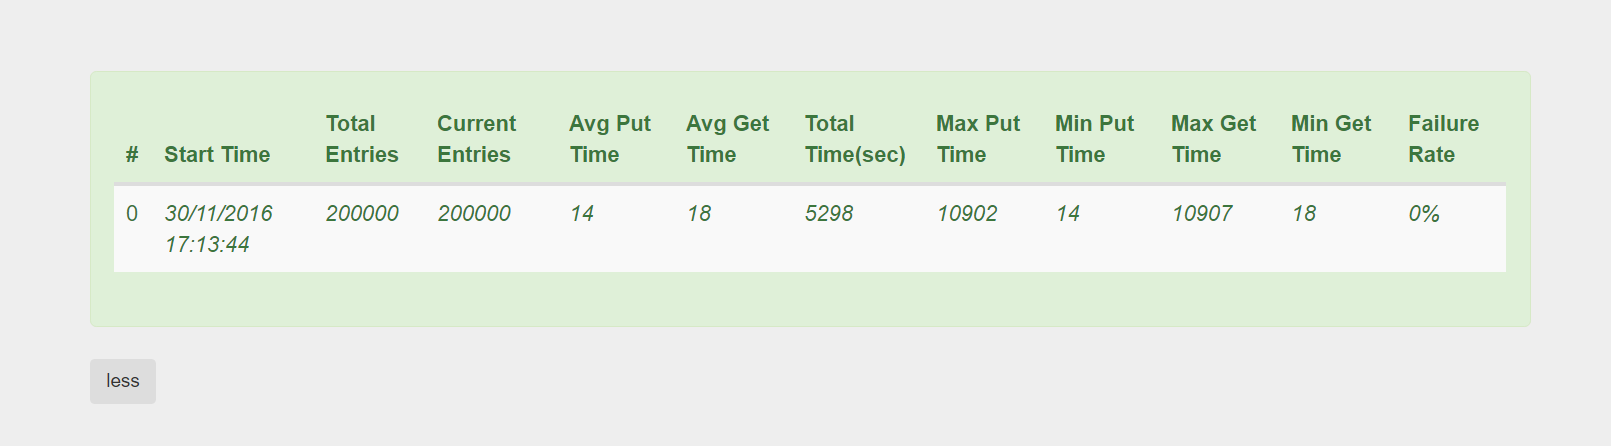 # Start Time Total Entries Current Entries Avg Put Time Avg Get Time Total Time(sec) Max Put Time Min Put Time Max Get Time Min Get Time Failure Rate
0 30/11/2016 17:13:44 200000 200000 14 18 5298 10902 14 10907 18 0%
less